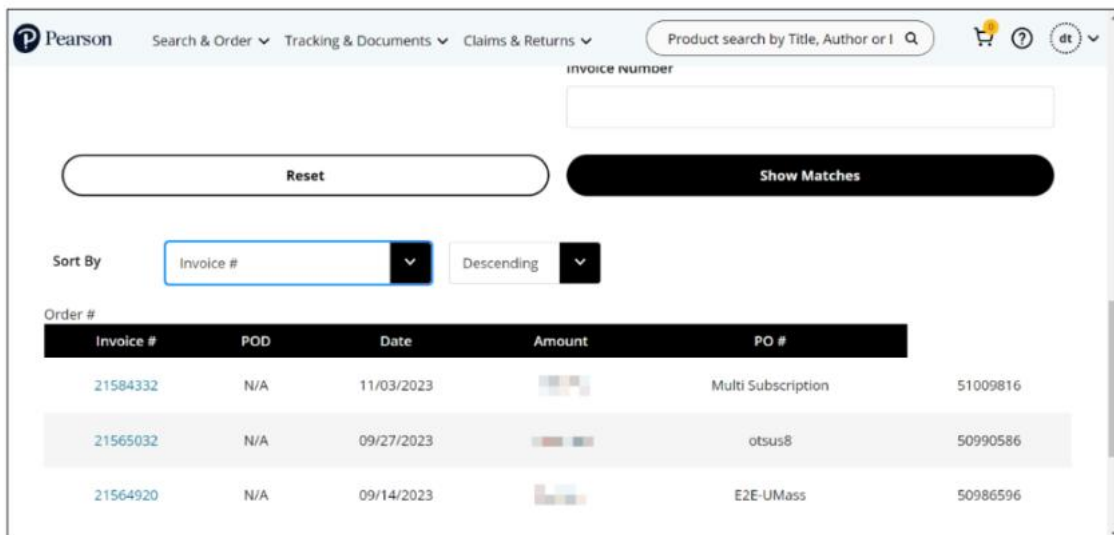 Pearson Search & Order Tracking & Documents Claims & Returns Product search by Title, Author or I 0 dt
Invoice Number
Reset Show Matches
Sort By Invoice # Descending
Order #
Invoice # POD Date Amount PO #
21584332 N/A 11/03/2023 Multi Subscription 51009816
21565032 N/A 09/27/2023 otsus8 50990586
21564920 N/A 09/14/2023 E2E-UMass 50986596